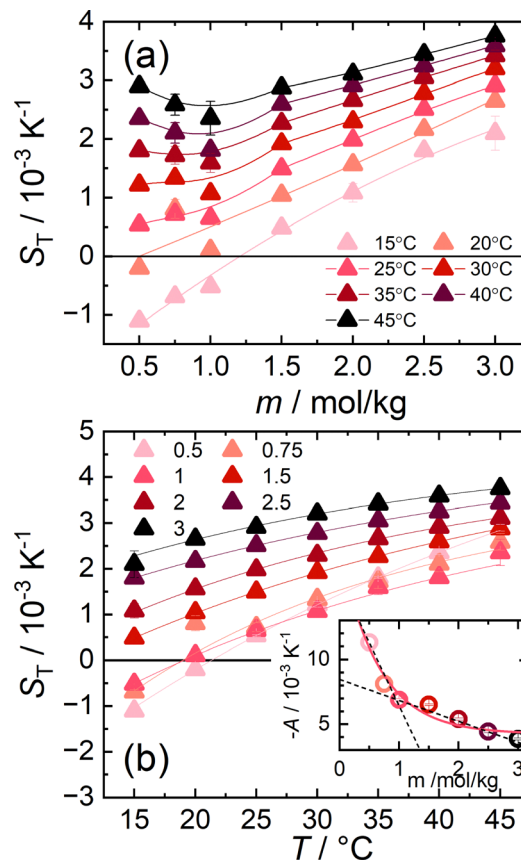 (a)
S_T / 10⁻³ K⁻¹
4
3
2
1
0
−1
15°C 20°C
25°C 30°C
35°C 40°C
45°C
0.5 1.0 1.5 2.0 2.5 3.0
m / mol/kg
S_T / 10⁻³ K⁻¹
5
4
3
2
1
0
−1
−2
−3
0.5 0.75
1 1.5
2 2.5
3
(b)
-A / 10⁻³ K⁻¹
10
5
0 1 2 3
m /mol/kg
15 20 25 30 35 40 45
T / °C